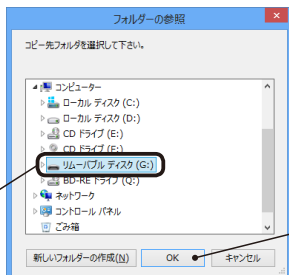 フォルダーの参照
コピー先フォルダを選択して下さい。
コンピューター
ローカル ディスク (C:)
ローカル ディスク (D:)
CD ドライブ (E:)
CD ドライブ (F:)
リムーバブル ディスク (G:)
BD-RE ドライブ (Q:)
ネットワーク
コントロール パネル
ごみ箱
新しいフォルダーの作成(N)
OK
キャンセル